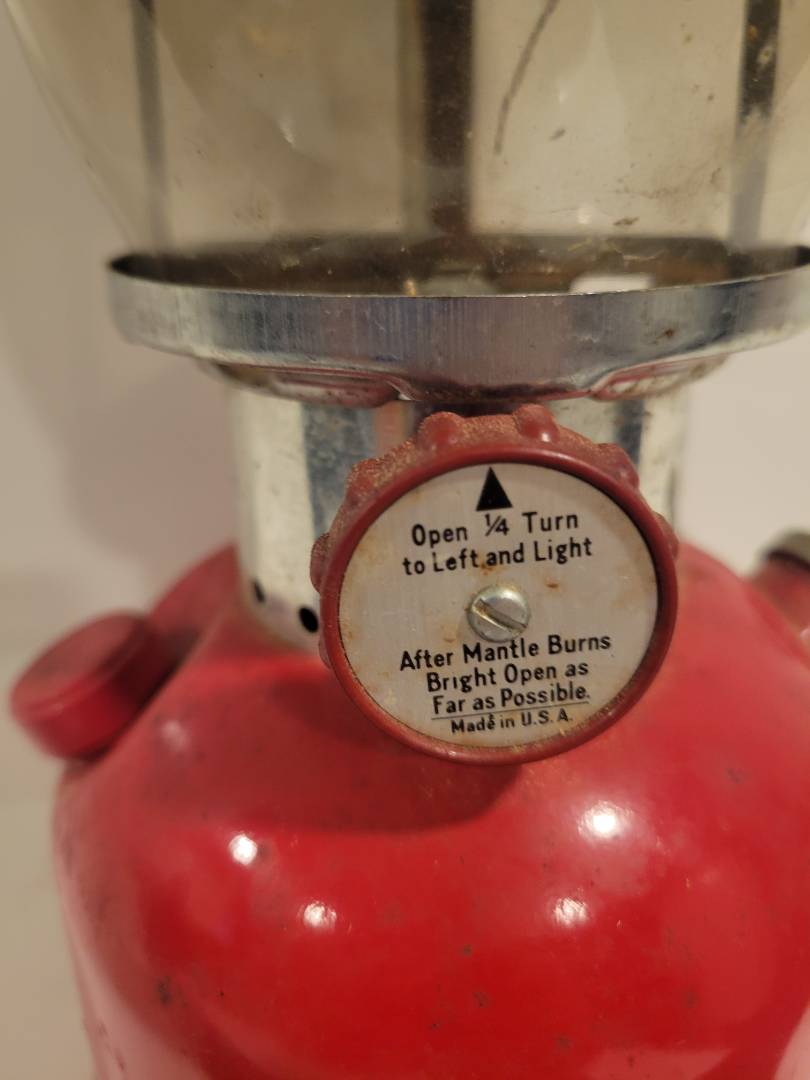 Open ¼ Turn
to Left and Light
After Mantle Burns
Bright Open as
Far as Possible.
Made in U.S.A.